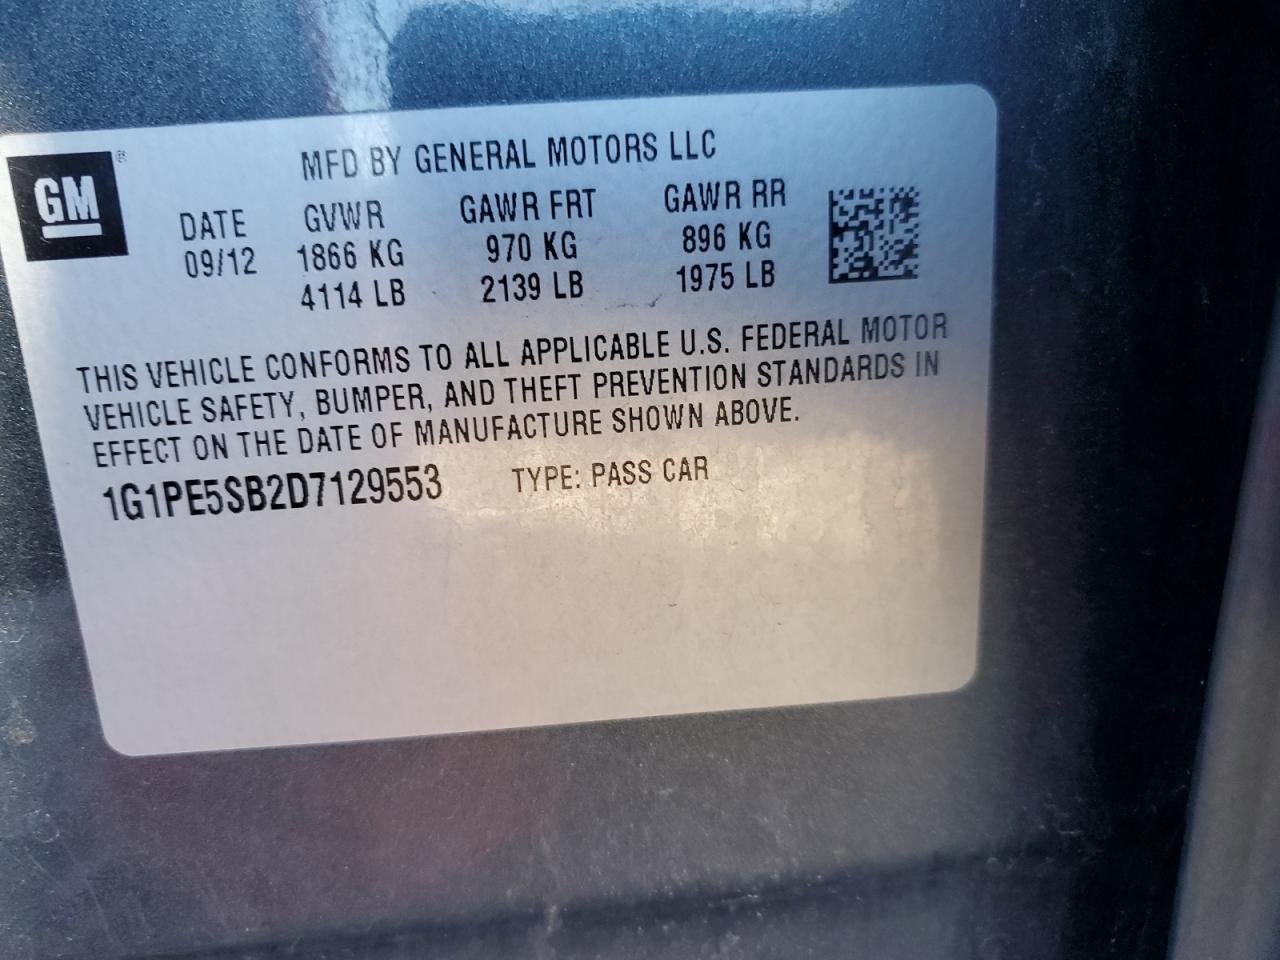 GM ®
MFD BY GENERAL MOTORS LLC
DATE GVWR GAWR FRT GAWR RR
09/12 1866 KG 970 KG 896 KG
4114 LB 2139 LB 1975 LB
THIS VEHICLE CONFORMS TO ALL APPLICABLE U.S. FEDERAL MOTOR
VEHICLE SAFETY, BUMPER, AND THEFT PREVENTION STANDARDS IN
EFFECT ON THE DATE OF MANUFACTURE SHOWN ABOVE.
1G1PE5SB2D7129553 TYPE: PASS CAR